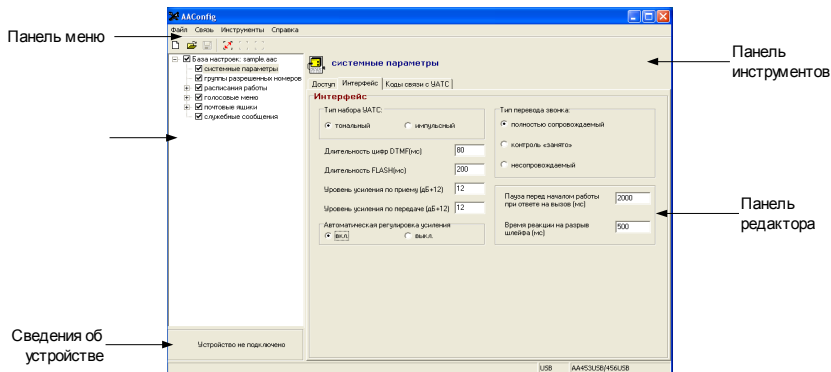 AAConfig
Файл Связь Инструменты Справка
Панель меню
База настроек: sample.aac
системные параметры
группы разрешенных номеров
расписания работы
голосовые меню
почтовые ящики
служебные сообщения
системные параметры
Панель
инструментов
Доступ Интерфейс Коды связи с УАТС
Интерфейс
Тип набора УАТС:
тональный импульсный
Длительность цифр DTMF(мс) 80
Длительность FLASH(мс) 200
Уровень усиления по приему (дБ+12) 12
Уровень усиления по передаче (дБ+12) 12
Автоматическая регулировка усиления
вкл. выкл.
Тип перевода звонка:
полностью сопровождаемый
контроль «занято»
несопровождаемый
Пауза перед началом работы
при ответе на вызов (мс) 2000
Время реакции на разрыв
шлейфа (мс) 500
Панель
редактора
Сведения об
устройстве
Устройство не подключено
USB AA453USB/456USB